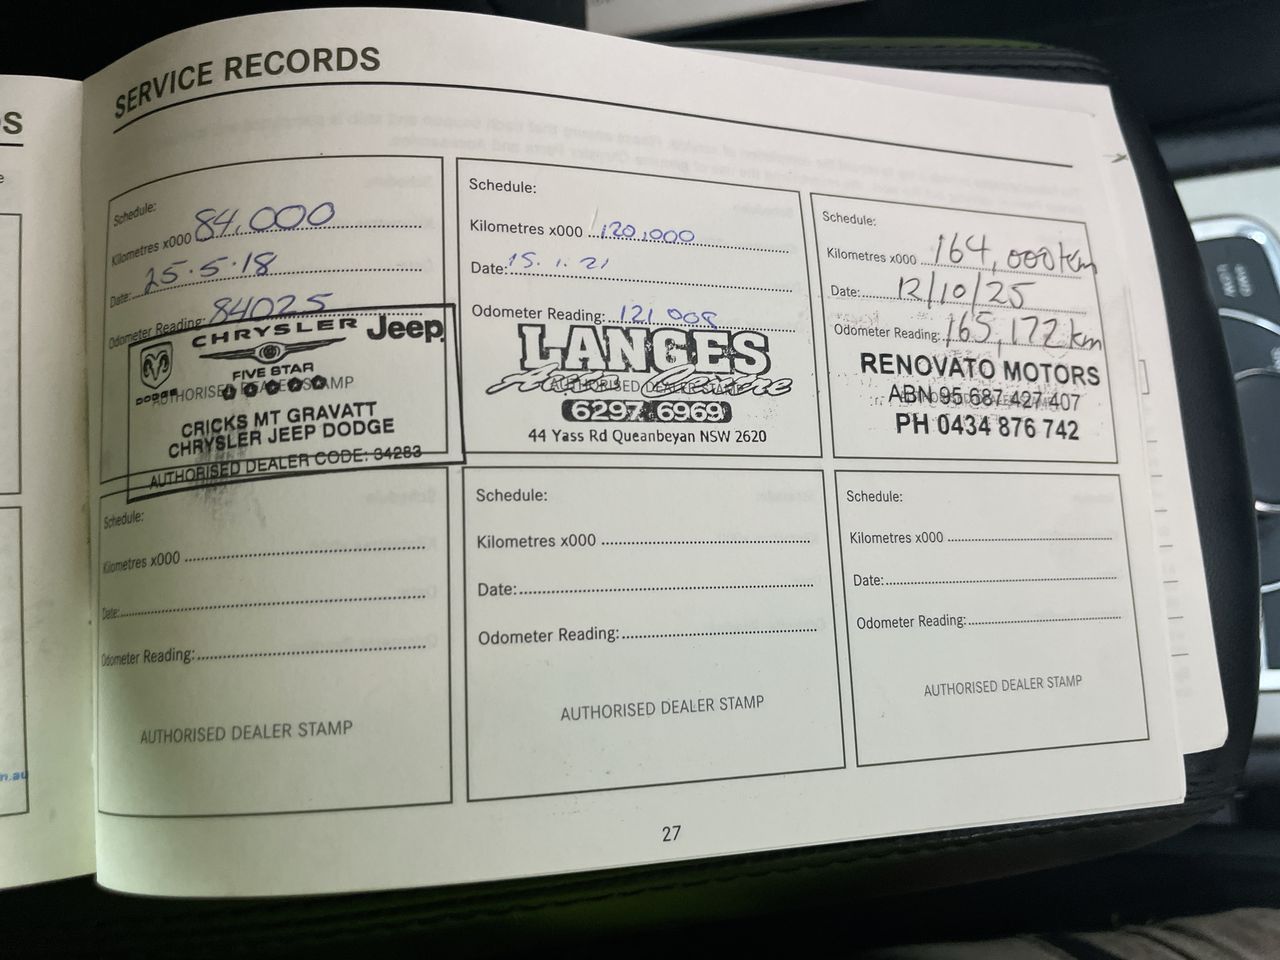 DS
SERVICE RECORDS
Schedule:
Kilometres x000 84,000
Date: 25.5.18
Odometer Reading: 84025
CHRYSLER Jeep
FIVE STAR
DODGE
AUTHORISED DEALER STAMP
CRICKS MT GRAVATT
CHRYSLER JEEP DODGE
AUTHORISED DEALER CODE: 34283
Schedule:
Kilometres x000 120,000
Date: 15.1.21
Odometer Reading: 121 008
LANGES
AUTHORISED DEALER
6297 6969
44 Yass Rd Queanbeyan NSW 2620
Schedule:
Kilometres x000 164,000km
Date: 12/10/25
Odometer Reading: 165,172km
RENOVATO MOTORS
ABN 95 687 427 407
PH 0434 876 742
Schedule:
Kilometres x000
Date:
Odometer Reading:
AUTHORISED DEALER STAMP
Schedule:
Kilometres x000
Date:
Odometer Reading:
AUTHORISED DEALER STAMP
Schedule:
Kilometres x000
Date:
Odometer Reading:
AUTHORISED DEALER STAMP
n.au
27